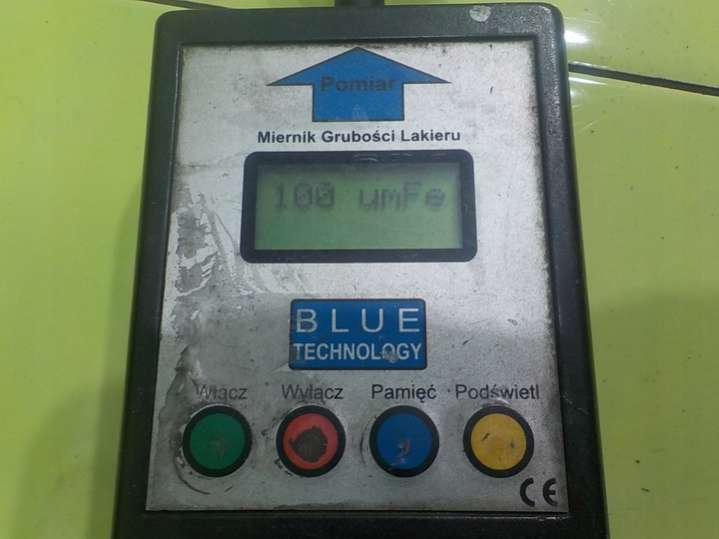 Pomiar
Miernik Grubości Lakieru
100 umFe
BLUE
TECHNOLOGY
Włącz Wyłącz Pamięć Podświetl
CE